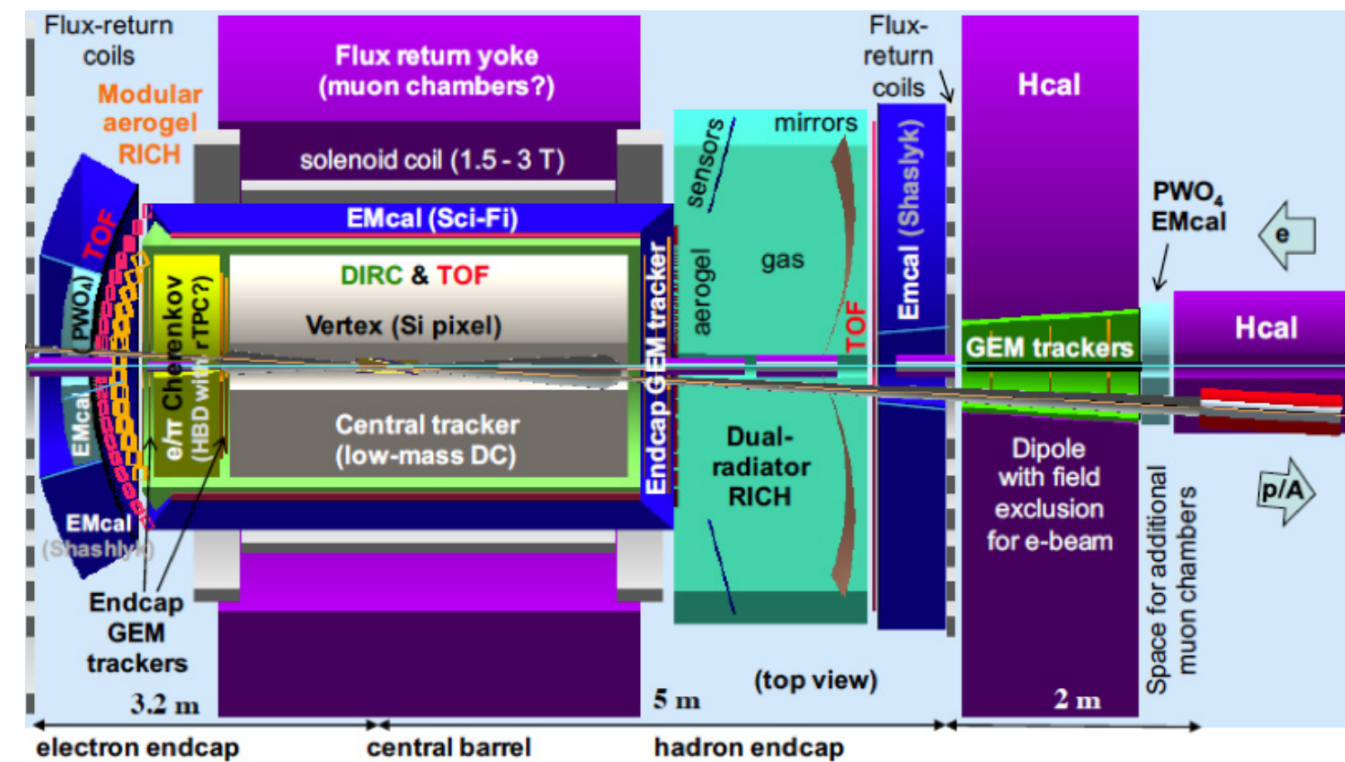 Flux-return
coils
Modular
aerogel
RICH
TOF
(PWO₄)
EMcal
EMcal
(Shashlyk)
Endcap
GEM
trackers
Flux return yoke
(muon chambers?)
solenoid coil (1.5 - 3 T)
EMcal (Sci-Fi)
e/π Cherenkov
(HBD with rTPC?)
DIRC & TOF
Vertex (Si pixel)
Central tracker
(low-mass DC)
Endcap GEM tracker
sensors
mirrors
aerogel
gas
TOF
Dual-
radiator
RICH
Flux-
return
coils
Emcal (Shaslyk)
Hcal
GEM trackers
Dipole
with field
exclusion
for e-beam
PWO₄
EMcal
e
Hcal
p/A
Space for additional
muon chambers
(top view)
3.2 m
5 m
2 m
electron endcap
central barrel
hadron endcap